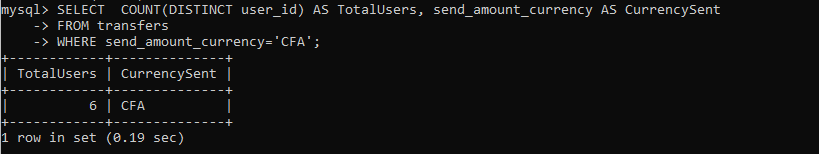 mysql> SELECT  COUNT(DISTINCT user_id) AS TotalUsers, send_amount_currency AS CurrencySent
    -> FROM transfers
    -> WHERE send_amount_currency='CFA';
+------------+--------------+
| TotalUsers | CurrencySent |
+------------+--------------+
|          6 | CFA          |
+------------+--------------+
1 row in set (0.19 sec)